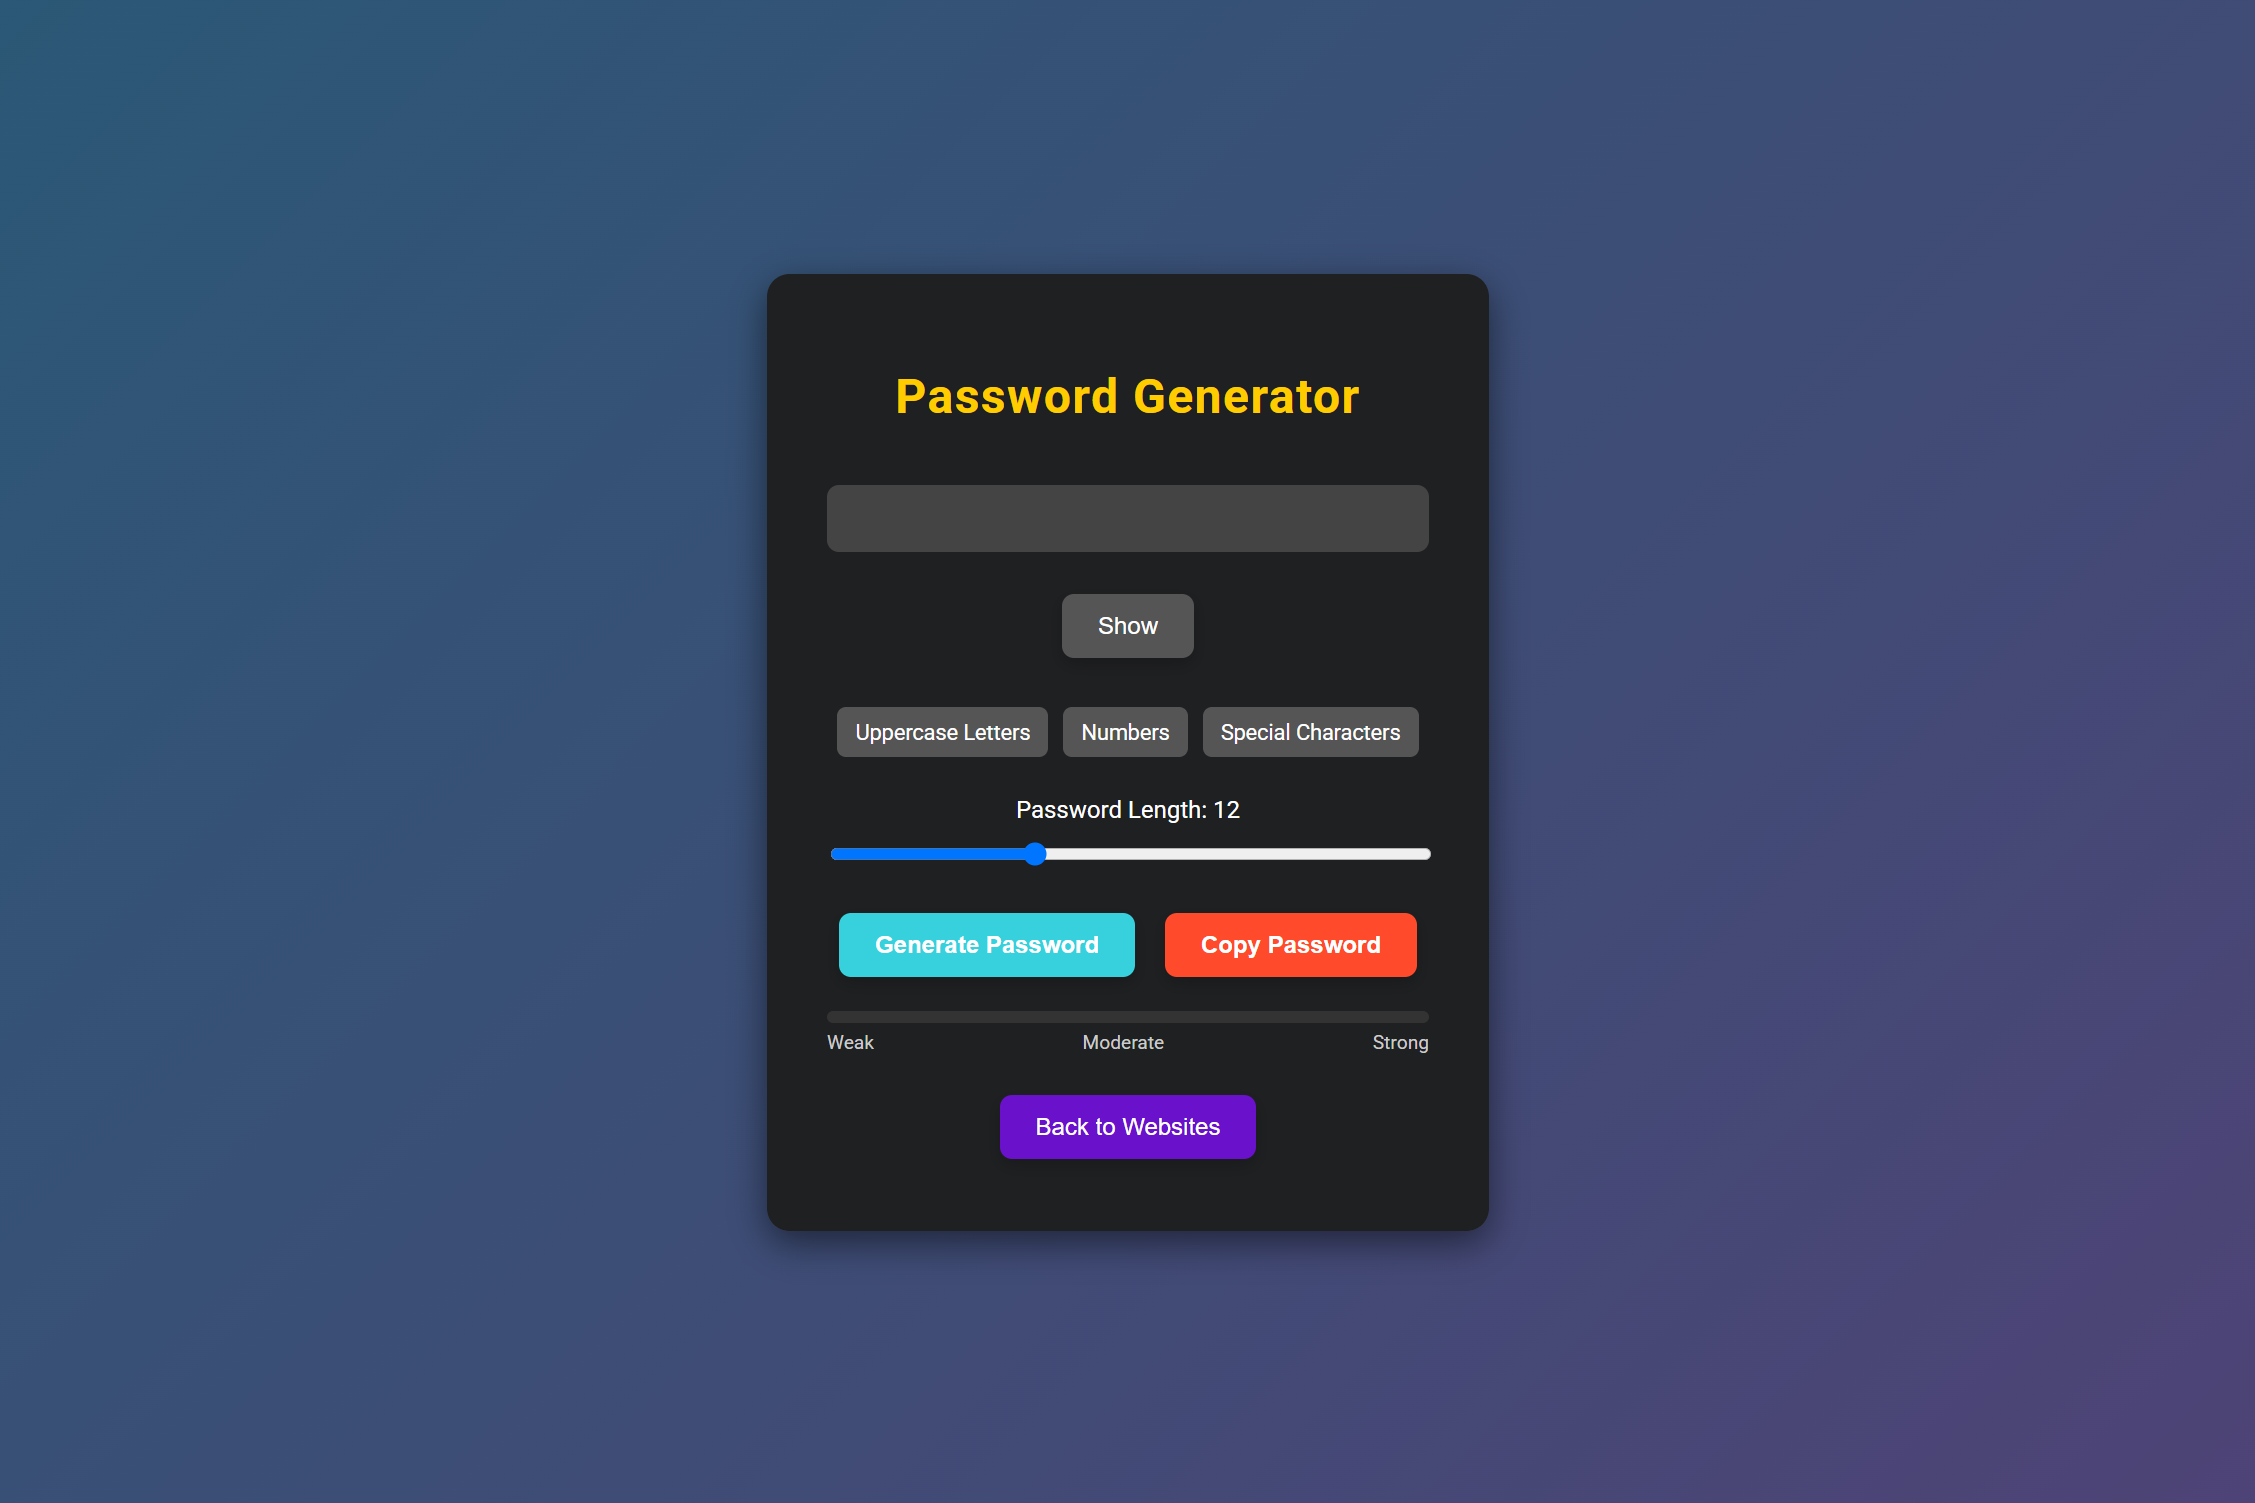 Password Generator
Show
Uppercase Letters Numbers Special Characters
Password Length: 12
Generate Password Copy Password
Weak Moderate Strong
Back to Websites